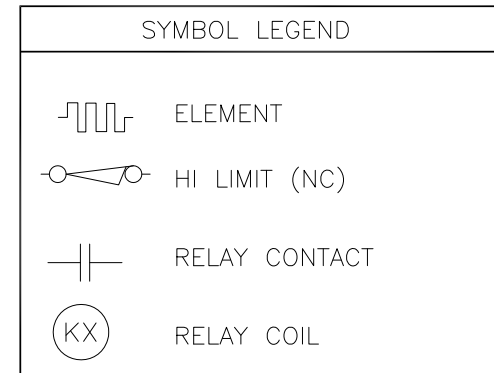 SYMBOL LEGEND
ELEMENT
HI LIMIT (NC)
RELAY CONTACT
KX RELAY COIL